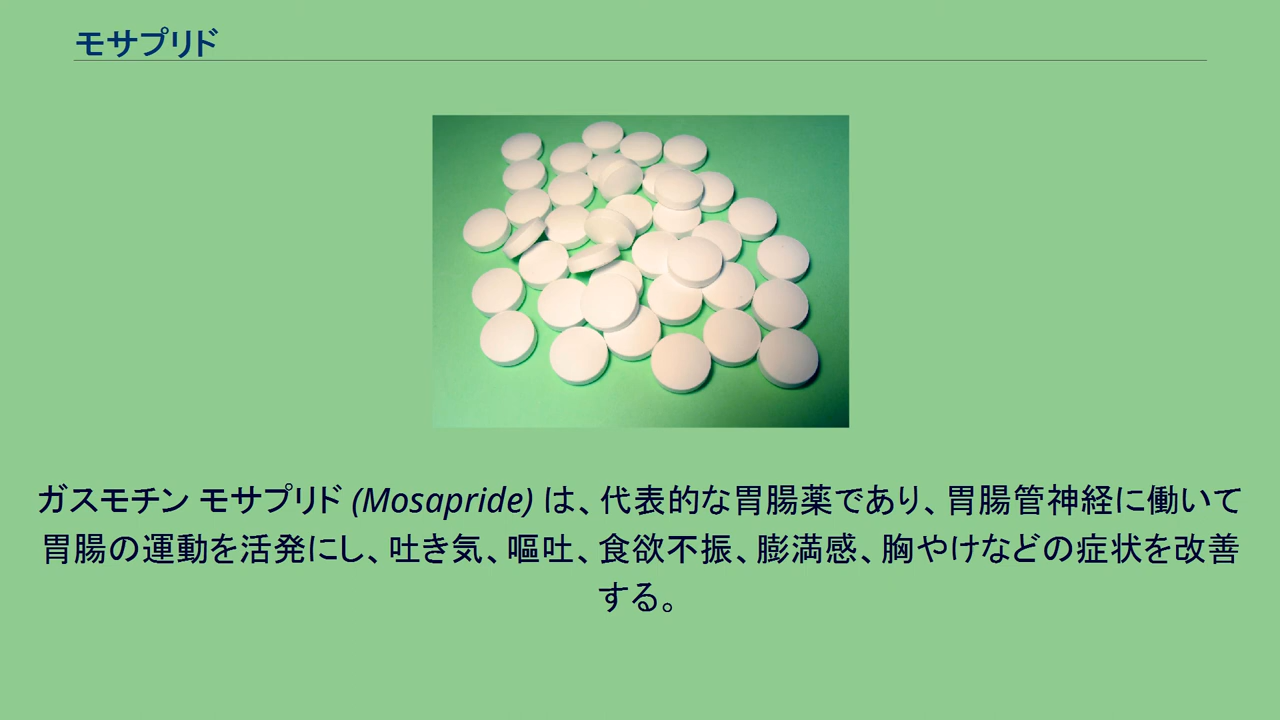 モサプリド
ガスモチン モサプリド (Mosapride) は、代表的な胃腸薬であり、胃腸管神経に働いて
胃腸の運動を活発にし、吐き気、嘔吐、食欲不振、膨満感、胸やけなどの症状を改善
する。